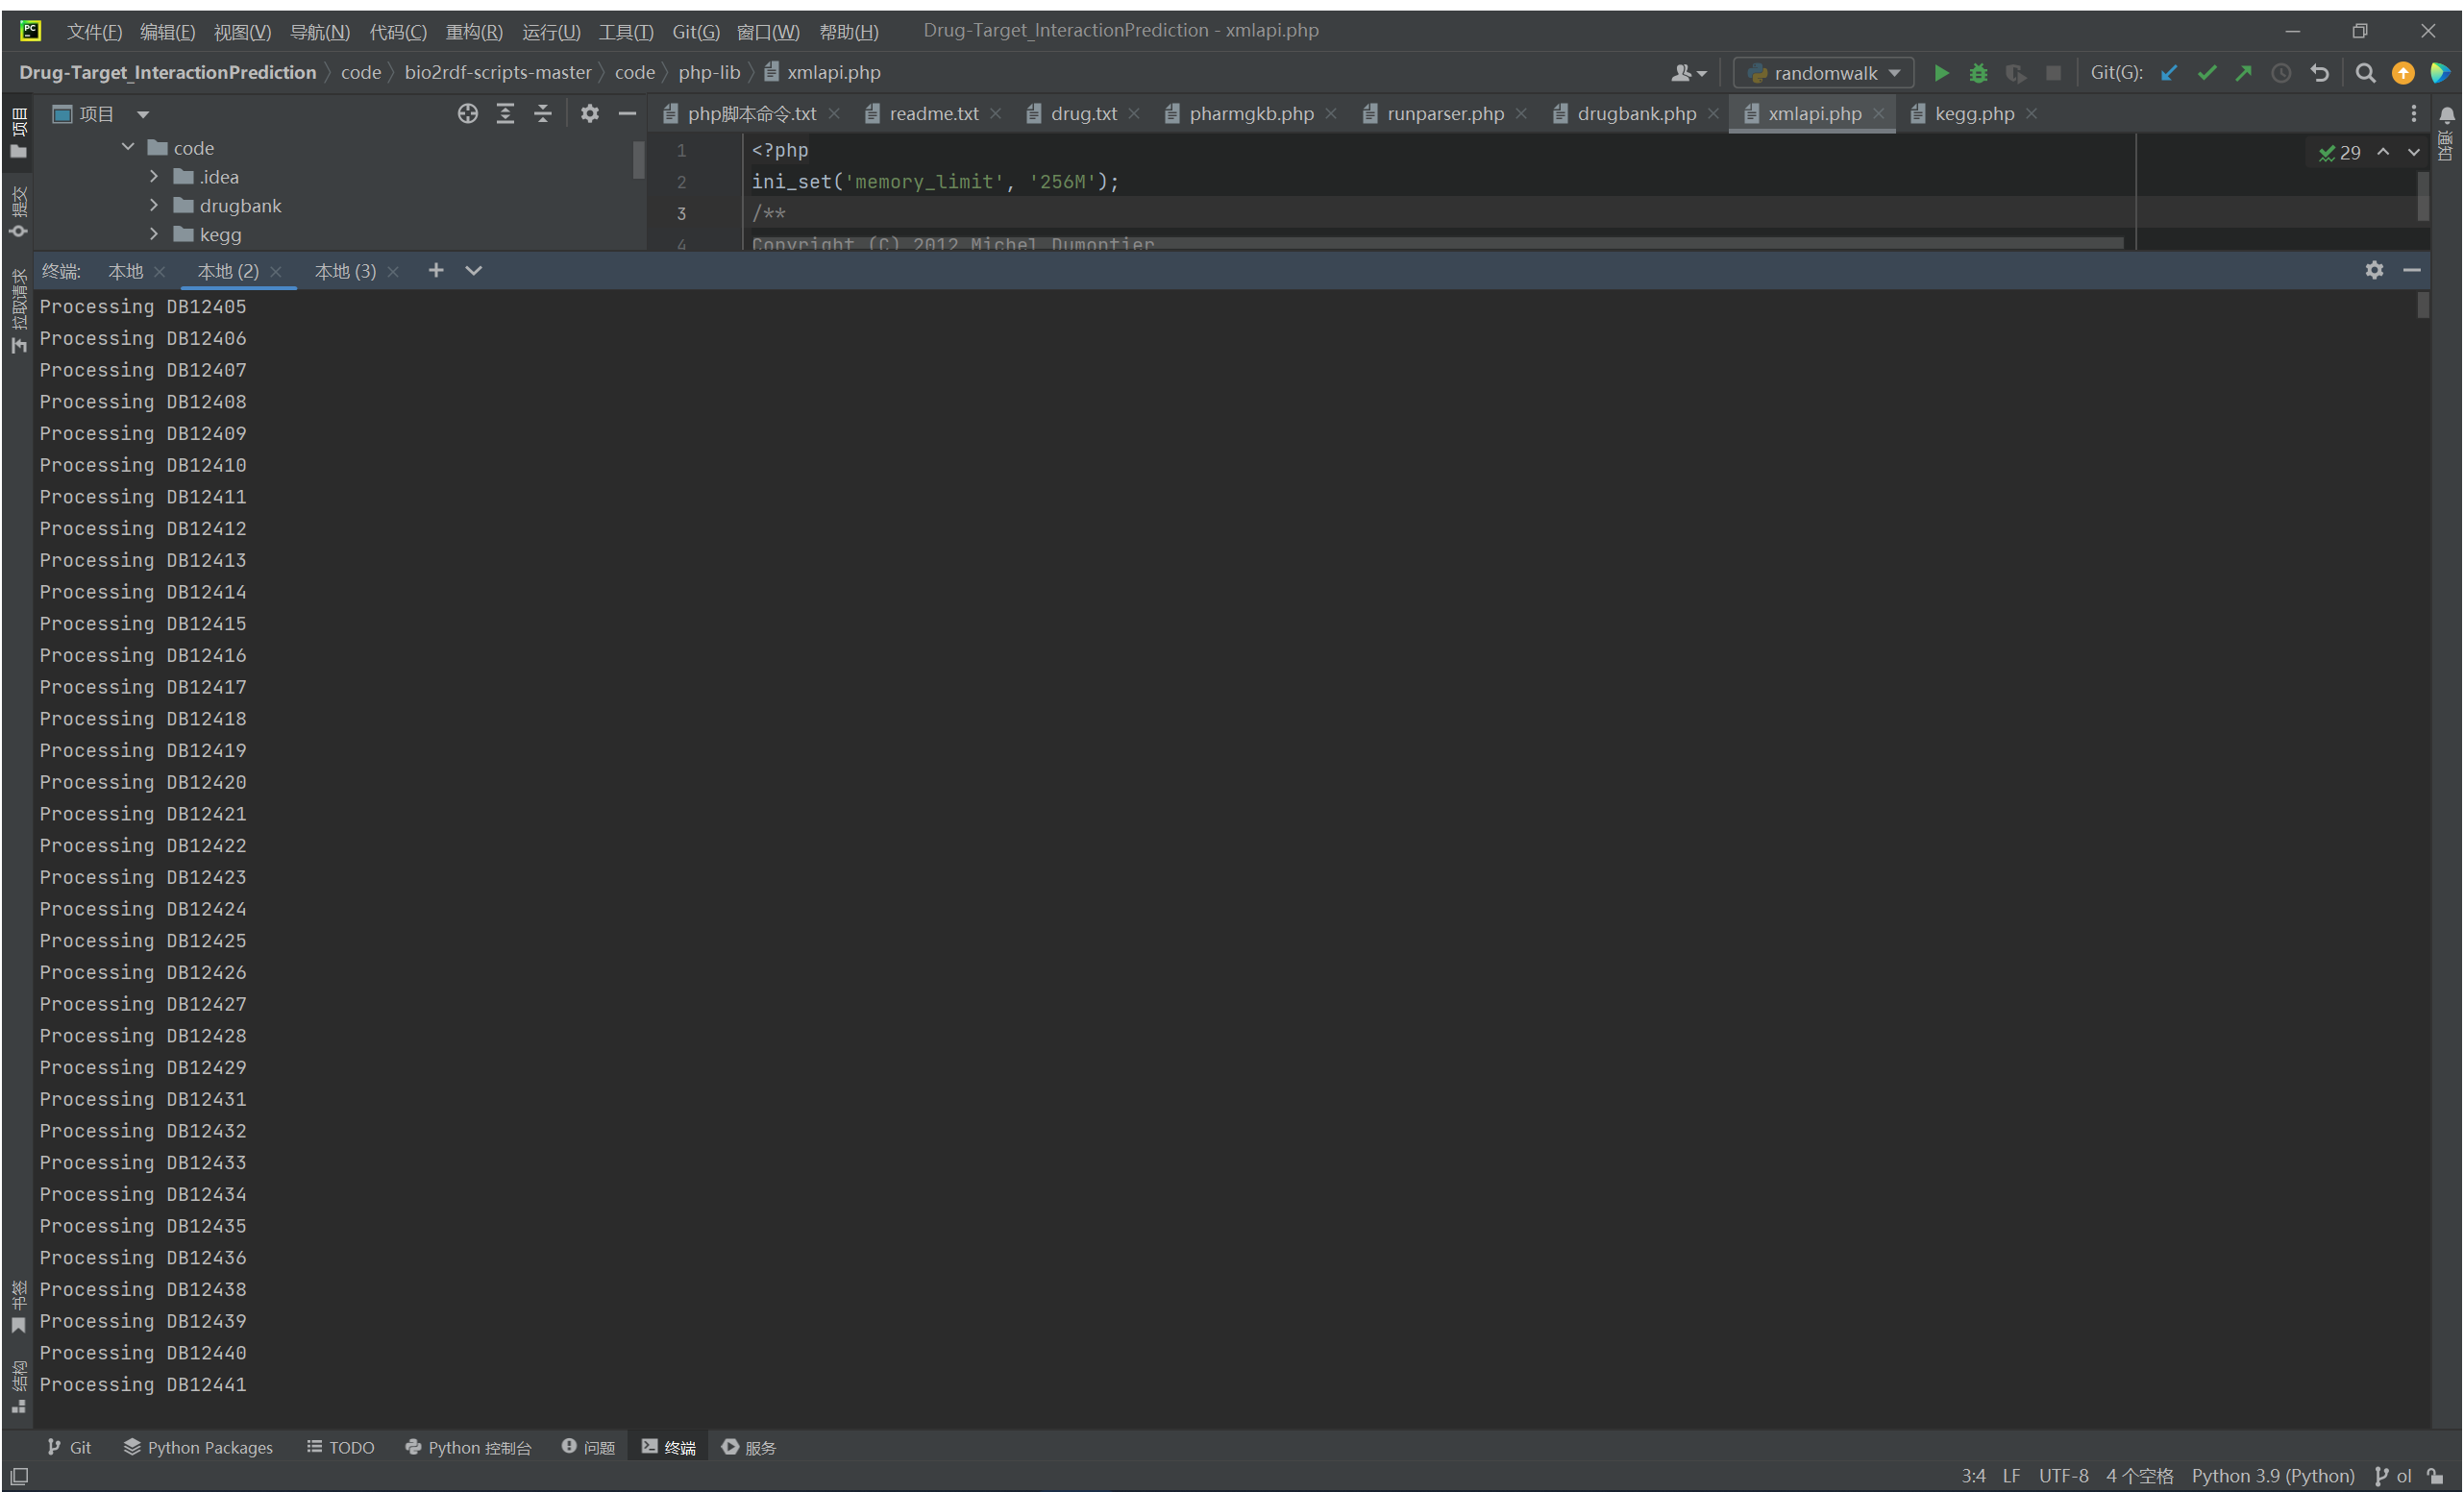 PC 文件(F) 编辑(E) 视图(V) 导航(N) 代码(C) 重构(R) 运行(U) 工具(T) Git(G) 窗口(W) 帮助(H) Drug-Target_InteractionPrediction - xmlapi.php
Drug-Target_InteractionPrediction code bio2rdf-scripts-master code php-lib xmlapi.php randomwalk Git(G):
项目
提交
拉取请求
项目
code
.idea
drugbank
kegg
php脚本命令.txt readme.txt drug.txt pharmgkb.php runparser.php drugbank.php xmlapi.php kegg.php
通知
29
1 <?php
2 ini_set('memory_limit', '256M');
3 /**
4 Copyright (C) 2012 Michel Dumontier
终端: 本地 本地 (2) 本地 (3)
Processing DB12405
Processing DB12406
Processing DB12407
Processing DB12408
Processing DB12409
Processing DB12410
Processing DB12411
Processing DB12412
Processing DB12413
Processing DB12414
Processing DB12415
Processing DB12416
Processing DB12417
Processing DB12418
Processing DB12419
Processing DB12420
Processing DB12421
Processing DB12422
Processing DB12423
Processing DB12424
Processing DB12425
Processing DB12426
Processing DB12427
Processing DB12428
Processing DB12429
Processing DB12431
Processing DB12432
Processing DB12433
Processing DB12434
Processing DB12435
Processing DB12436
Processing DB12438
Processing DB12439
Processing DB12440
Processing DB12441
书签
结构
Git Python Packages TODO Python 控制台 问题 终端 服务
3:4 LF UTF-8 4 个空格 Python 3.9 (Python) ol